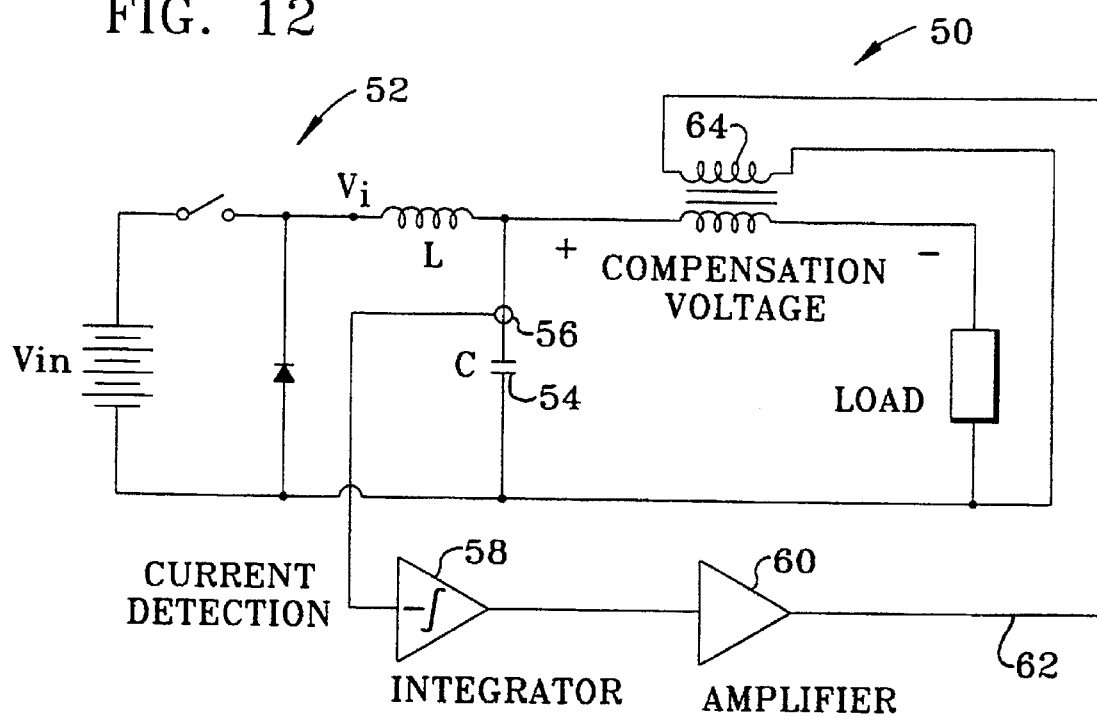 FIG. 12
50
52
64
Vi
L
+
COMPENSATION
VOLTAGE
-
56
Vin
C
54
LOAD
CURRENT
DETECTION
58
-∫
60
62
INTEGRATOR
AMPLIFIER